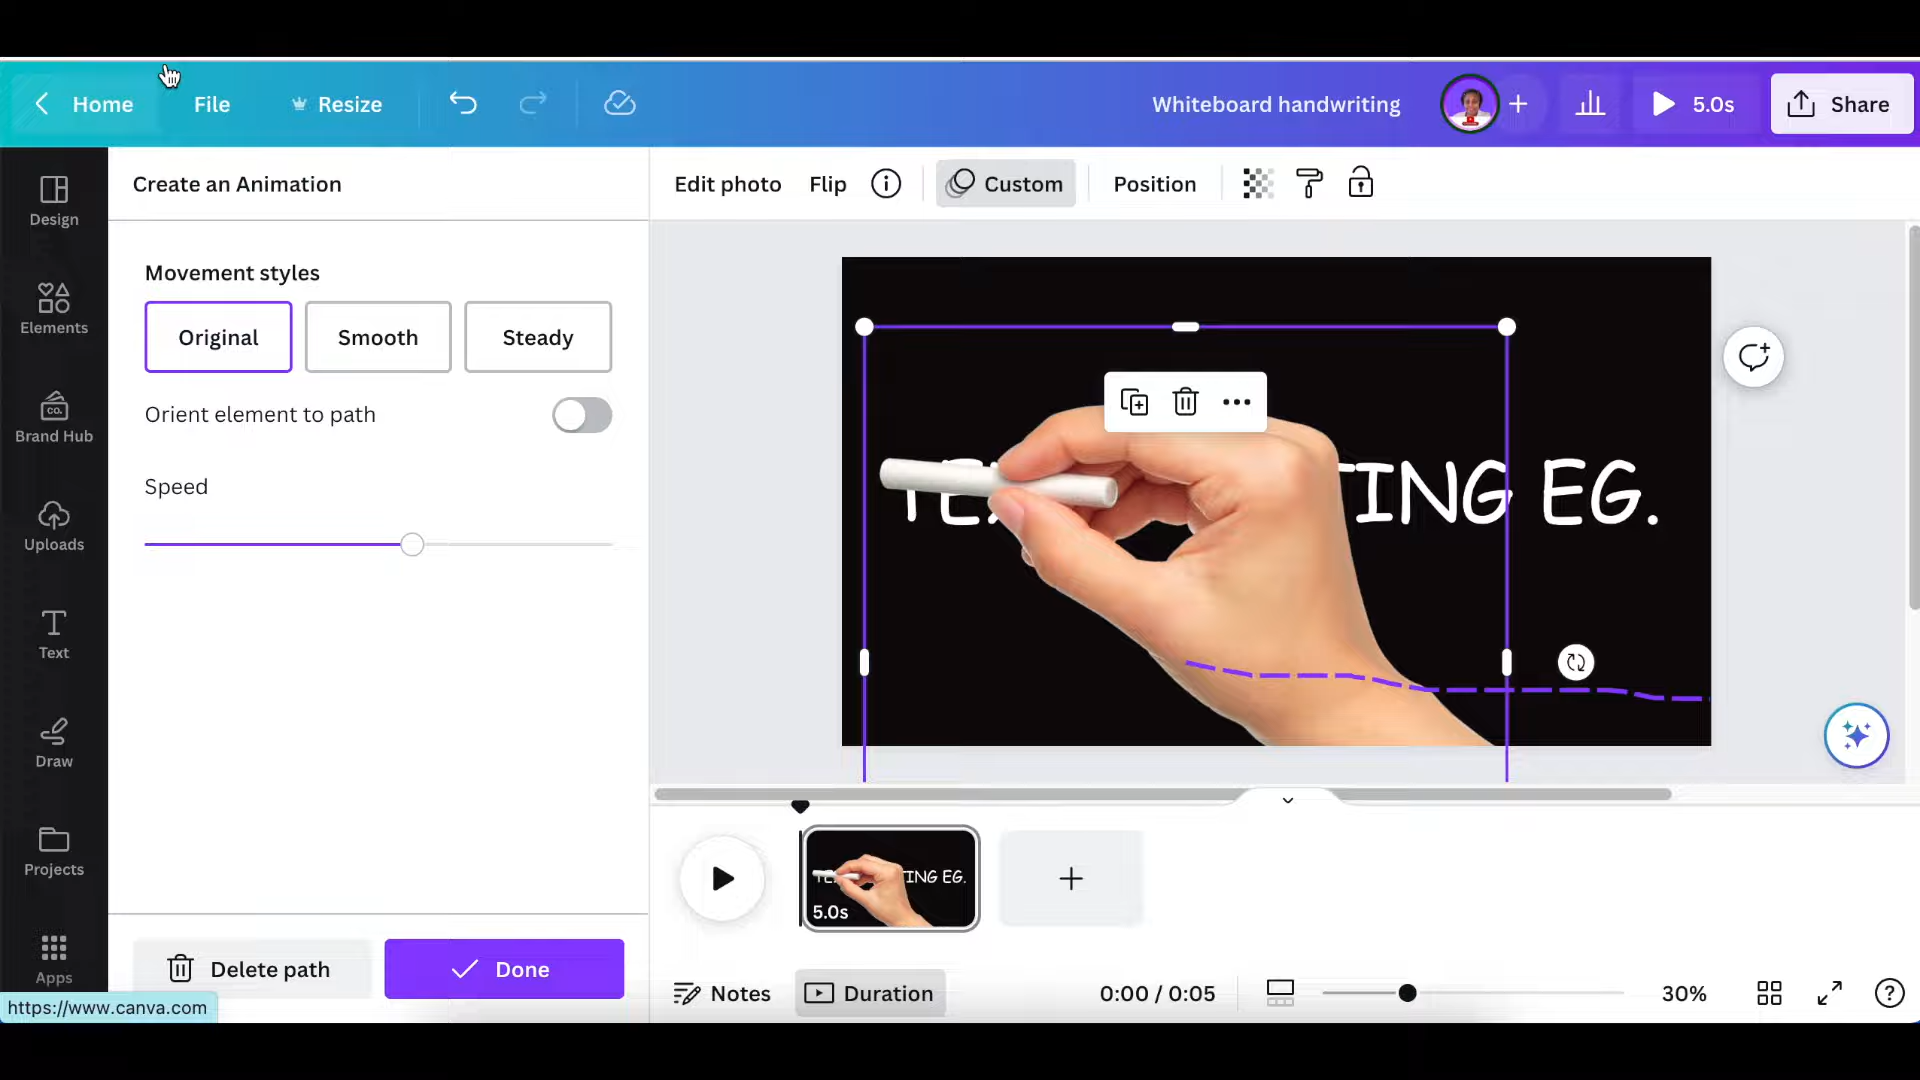 Home
File
Resize
Whiteboard handwriting
5.0s
Share
Design
Elements
CO.
Brand Hub
Uploads
Text
Draw
Projects
Apps
Create an Animation
Movement styles
Original
Smooth
Steady
Orient element to path
Speed
Delete path
Done
https://www.canva.com
Edit photo
Flip
Custom
Position
TING EG.
ING EG.
5.0s
Notes
Duration
0:00 / 0:05
30%